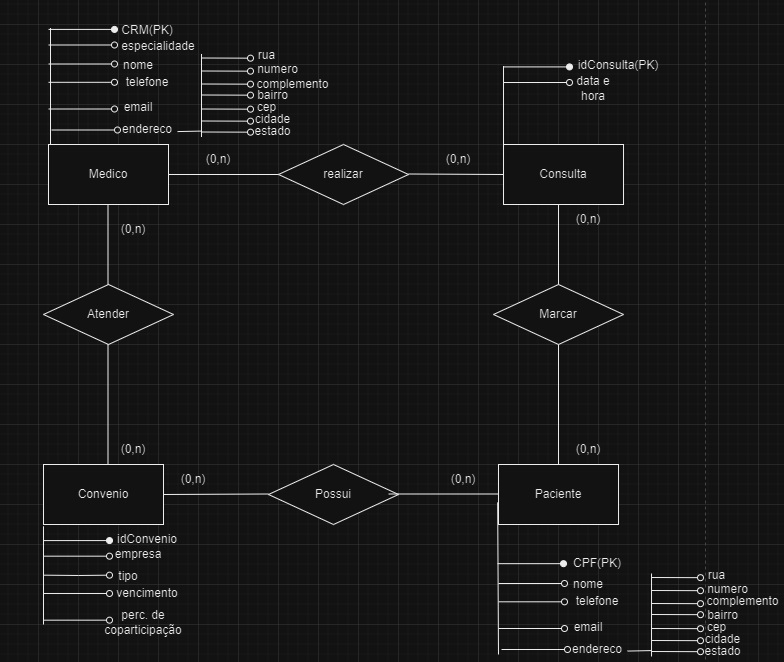 CRM(PK)
especialidade
nome
telefone
email
endereco
rua
numero
complemento
bairro
cep
cidade
estado
idConsulta(PK)
data e
hora
Medico
(0,n)
realizar
(0,n)
Consulta
(0,n)
(0,n)
Atender
Marcar
(0,n)
(0,n)
Convenio
(0,n)
Possui
(0,n)
Paciente
idConvenio
empresa
tipo
vencimento
perc. de
coparticipação
CPF(PK)
nome
telefone
email
endereco
rua
numero
complemento
bairro
cep
cidade
estado